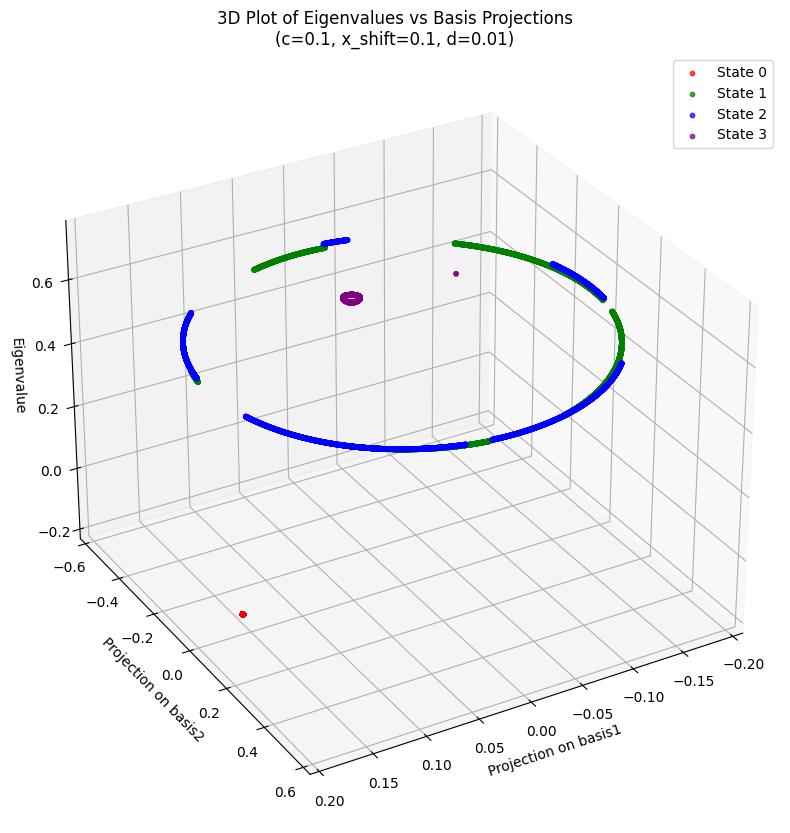 3D Plot of Eigenvalues vs Basis Projections
(c=0.1, x_shift=0.1, d=0.01)
State 0
State 1
State 2
State 3
0.6
0.4
0.2
0.0
−0.2
Eigenvalue
−0.6
−0.4
−0.2
0.0
0.2
0.4
0.6
Projection on basis2
0.20
0.15
0.10
0.05
0.00
−0.05
−0.10
−0.15
−0.20
Projection on basis1